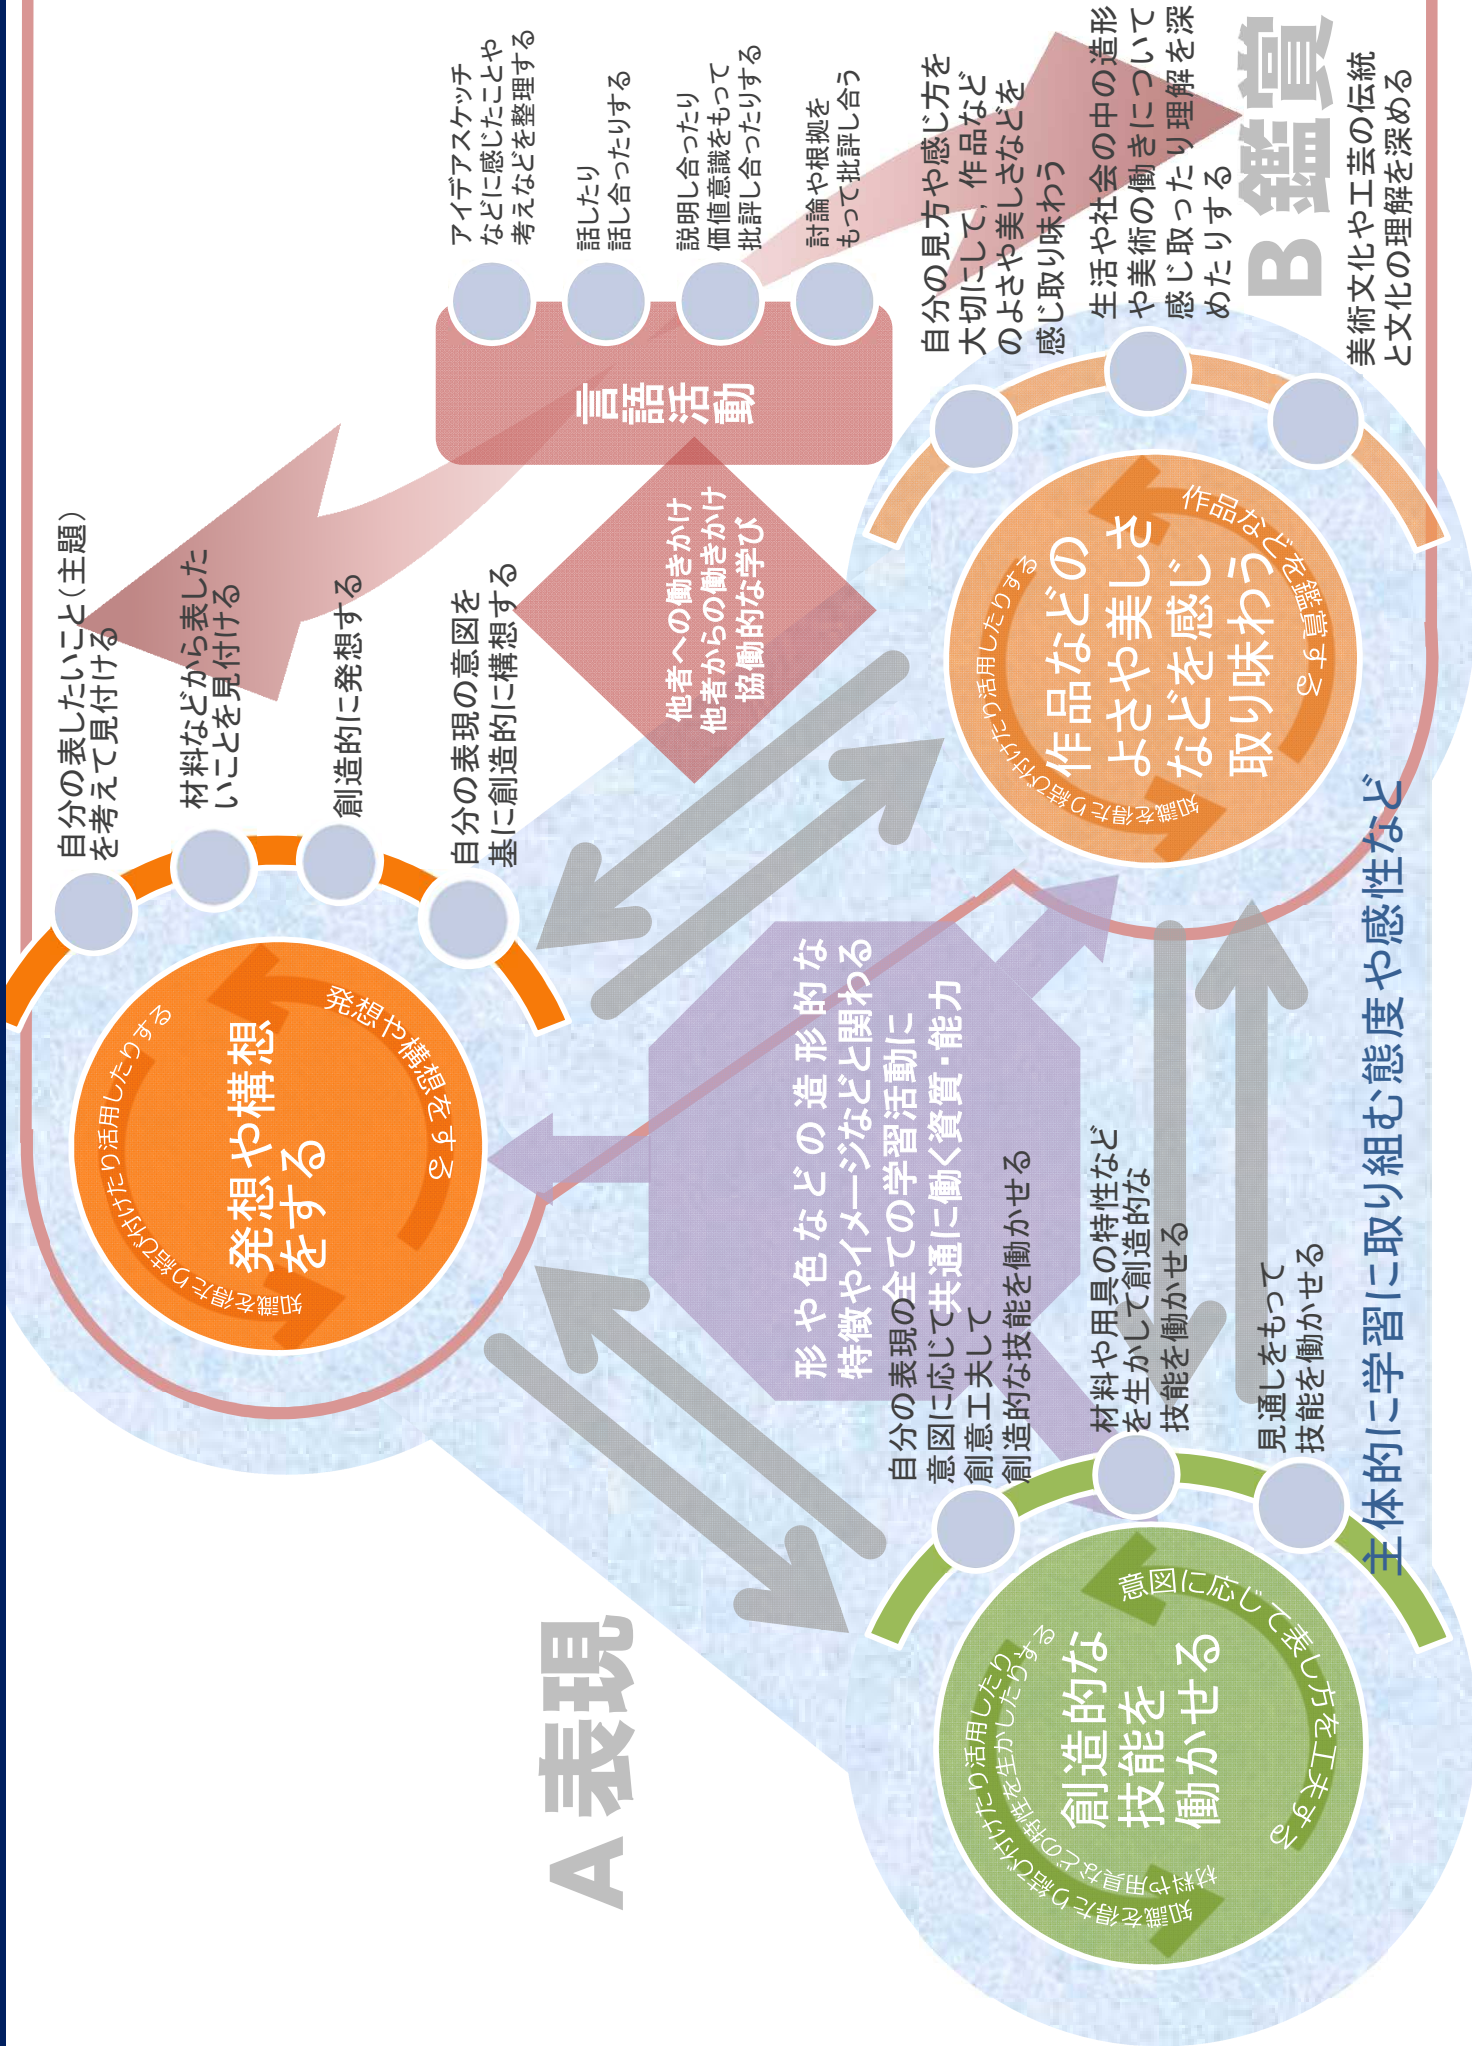 A 表現
B 鑑賞
発想や構想
をする
知識を得たり結び付けたり活用したりする
発想や構想をする
自分の表したいこと（主題）
を考えて見付ける
材料などから表した
いことを見付ける
創造的に発想する
自分の表現の意図を
基に創造的に構想する
言語活動
アイデアスケッチ
などに感じたことや
考えなどを整理する
話したり
話し合ったりする
説明し合ったり
価値意識をもって
批評し合ったりする
討論や根拠を
もって批評し合う
他者への働きかけ
他者からの働きかけ
協働的な学び
形や色などの造形的な
特徴やイメージなどと関わる
全ての学習活動に
共通に働く資質・能力
創造的な
技能を
働かせる
知識を得たり結び付けたり活用したり
材料や用具などの特性を生かしたりする
意図に応じて表し方を工夫する
自分の表現の
意図に応じて
創意工夫して
創造的な技能を働かせる
材料や用具の特性など
を生かして創造的な
技能を働かせる
見通しをもって
技能を働かせる
作品などの
よさや美しさ
などを感じ
取り味わう
知識を得たり結び付けたり活用したりする
作品などを鑑賞する
自分の見方や感じ方を
大切にして，作品など
のよさや美しさなどを
感じ取り味わう
生活や社会の中の造形
や美術の働きについて
感じ取ったり理解を深
めたりする
美術文化や工芸の伝統
と文化の理解を深める
主体的に学習に取り組む態度や感性など